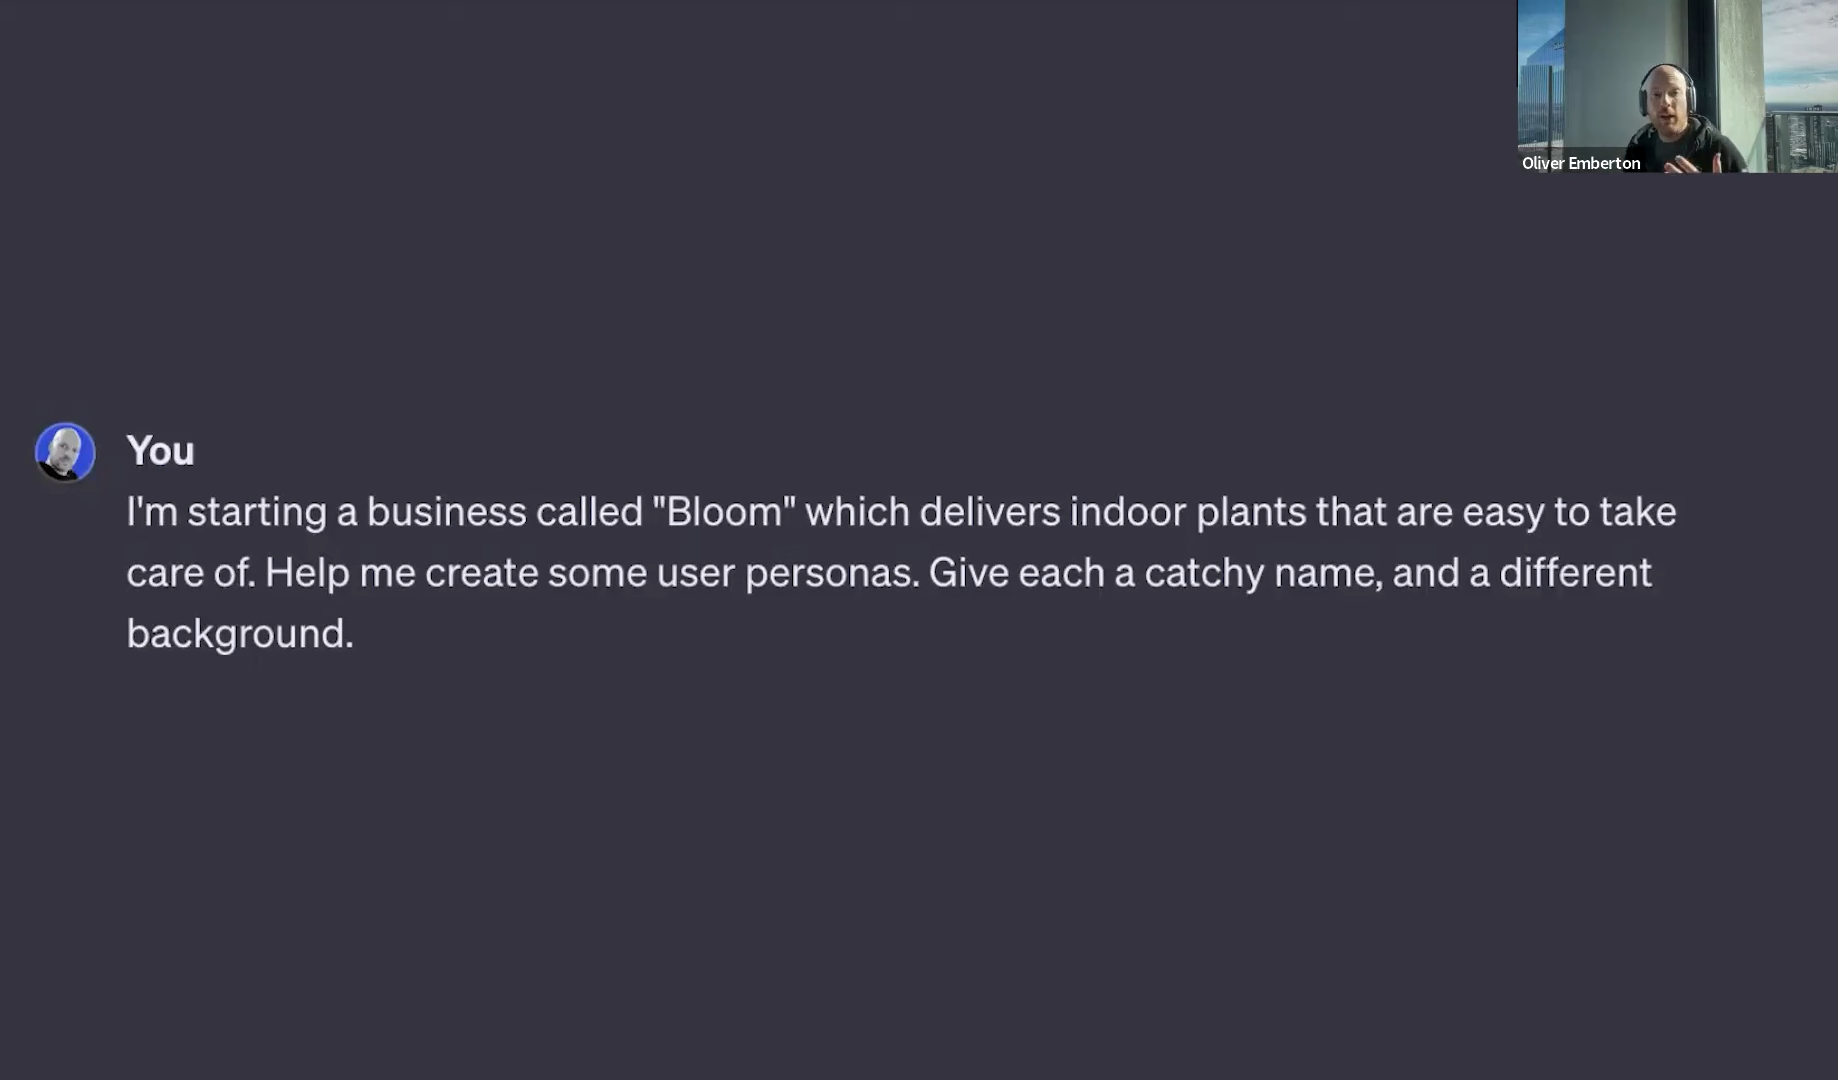 Oliver Emberton
You
I'm starting a business called "Bloom" which delivers indoor plants that are easy to take
care of. Help me create some user personas. Give each a catchy name, and a different
background.